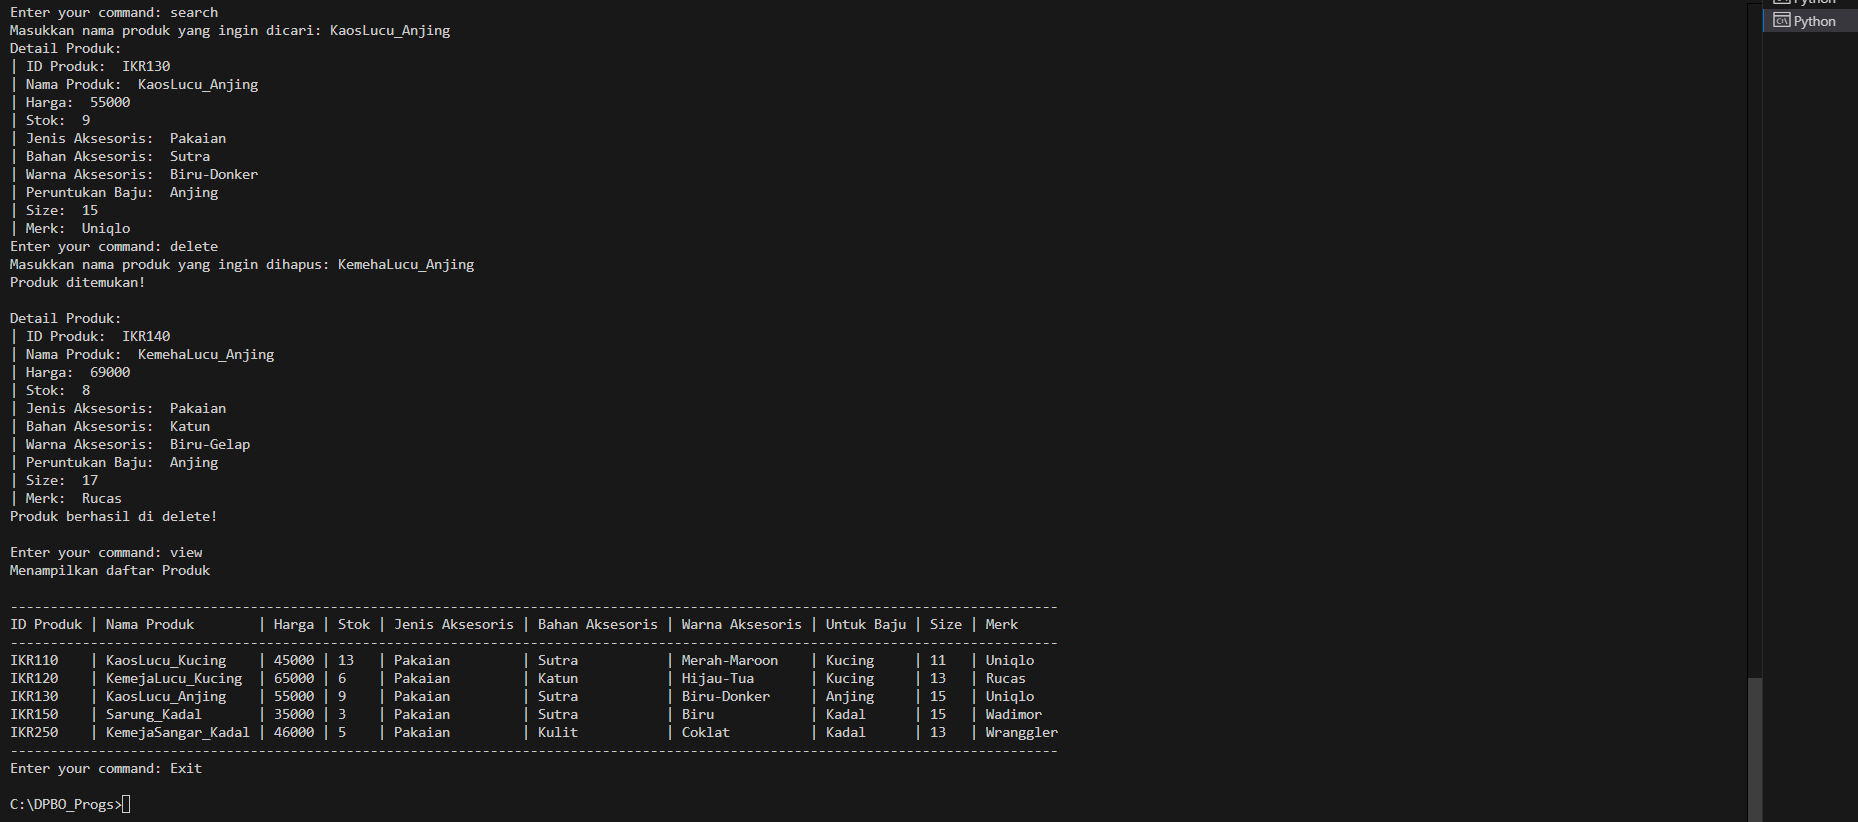 Enter your command: search
Masukkan nama produk yang ingin dicari: KaosLucu_Anjing
Detail Produk:
| ID Produk:  IKR130
| Nama Produk:  KaosLucu_Anjing
| Harga:  55000
| Stok:  9
| Jenis Aksesoris:  Pakaian
| Bahan Aksesoris:  Sutra
| Warna Aksesoris:  Biru-Donker
| Peruntukan Baju:  Anjing
| Size:  15
| Merk:  Uniqlo
Enter your command: delete
Masukkan nama produk yang ingin dihapus: KemehaLucu_Anjing
Produk ditemukan!

Detail Produk:
| ID Produk:  IKR140
| Nama Produk:  KemehaLucu_Anjing
| Harga:  69000
| Stok:  8
| Jenis Aksesoris:  Pakaian
| Bahan Aksesoris:  Katun
| Warna Aksesoris:  Biru-Gelap
| Peruntukan Baju:  Anjing
| Size:  17
| Merk:  Rucas
Produk berhasil di delete!

Enter your command: view
Menampilkan daftar Produk

-----------------------------------------------------------------------------------------------------------------------------------
ID Produk | Nama Produk        | Harga | Stok | Jenis Aksesoris | Bahan Aksesoris | Warna Aksesoris | Untuk Baju | Size | Merk
-----------------------------------------------------------------------------------------------------------------------------------
IKR110    | KaosLucu_Kucing    | 45000 | 13   | Pakaian         | Sutra           | Merah-Maroon    | Kucing     | 11   | Uniqlo
IKR120    | KemejaLucu_Kucing  | 65000 | 6    | Pakaian         | Katun           | Hijau-Tua       | Kucing     | 13   | Rucas
IKR130    | KaosLucu_Anjing    | 55000 | 9    | Pakaian         | Sutra           | Biru-Donker     | Anjing     | 15   | Uniqlo
IKR150    | Sarung_Kadal       | 35000 | 3    | Pakaian         | Sutra           | Biru            | Kadal      | 15   | Wadimor
IKR250    | KemejaSangar_Kadal | 46000 | 5    | Pakaian         | Kulit           | Coklat          | Kadal      | 13   | Wranggler
-----------------------------------------------------------------------------------------------------------------------------------
Enter your command: Exit

C:\DPBO_Progs>
Python
Python